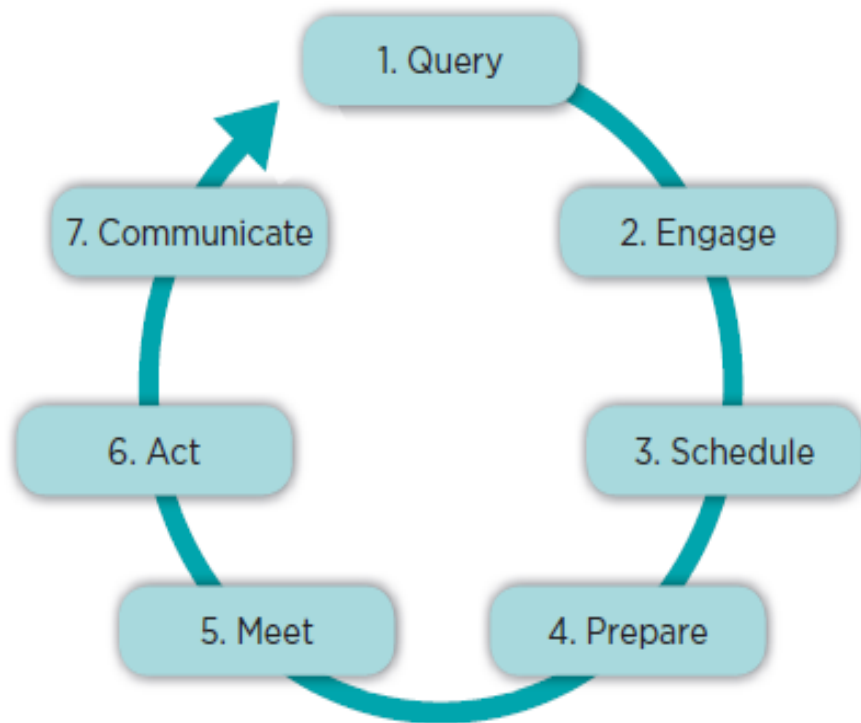 1. Query
2. Engage
3. Schedule
4. Prepare
5. Meet
6. Act
7. Communicate